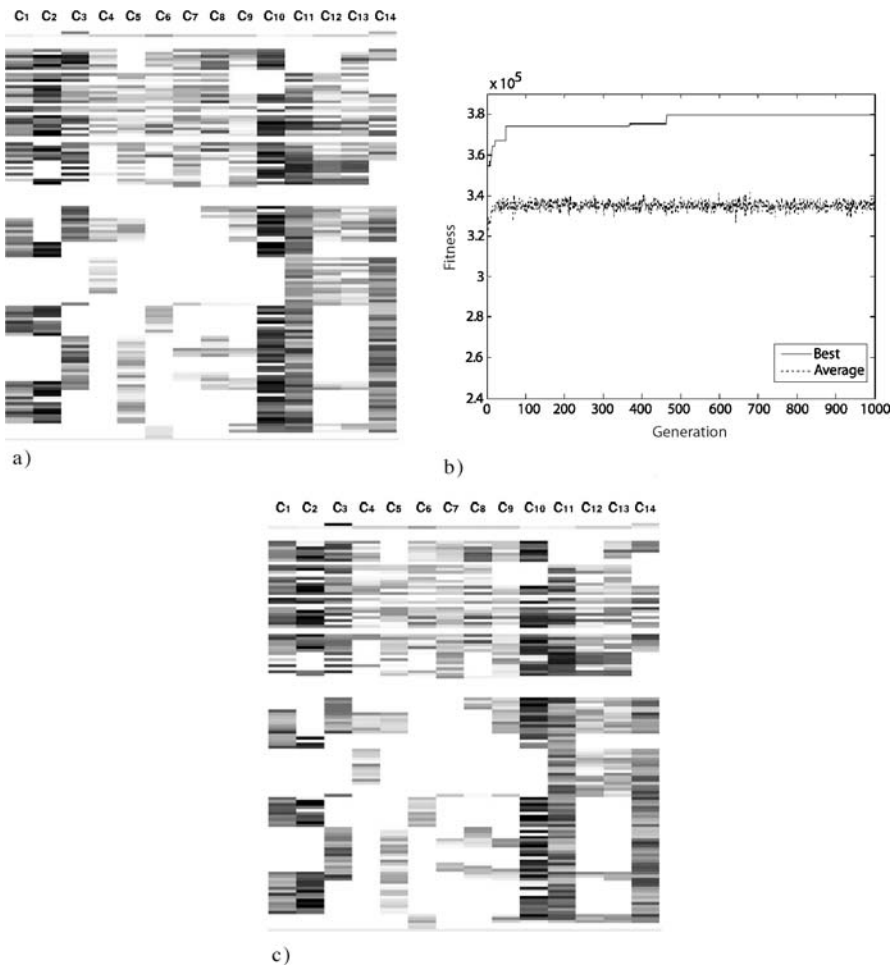 C1 C2 C3 C4 C5 C6 C7 C8 C9 C10 C11 C12 C13 C14
a)
x 10^5
3.8
3.6
3.4
3.2
3
2.8
2.6
2.4
Fitness
0 100 200 300 400 500 600 700 800 900 1000
Generation
Best
Average
b)
C1 C2 C3 C4 C5 C6 C7 C8 C9 C10 C11 C12 C13 C14
c)